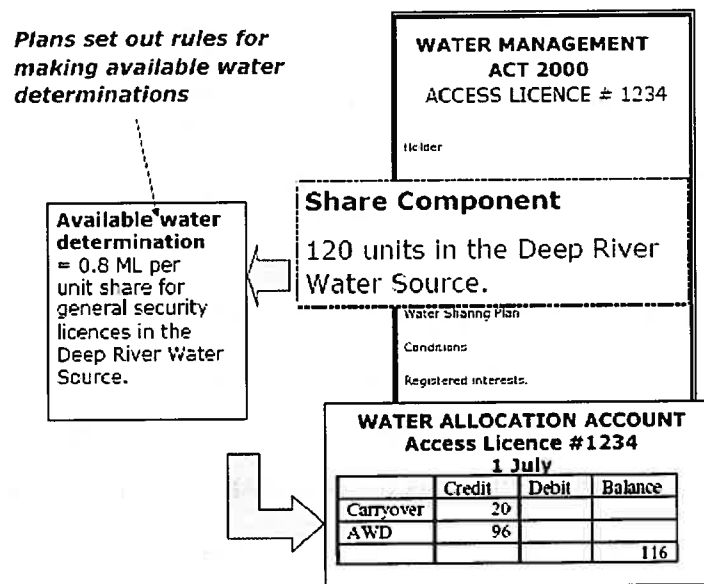 Plans set out rules for
making available water
determinations
WATER MANAGEMENT
ACT 2000
ACCESS LICENCE # 1234
Holder
Share Component
120 units in the Deep River
Water Source.
Available water
determination
= 0.8 ML per
unit share for
general security
licences in the
Deep River Water
Source.
Water Sharing Plan
Conditions
Registered interests.
WATER ALLOCATION ACCOUNT
Access Licence #1234
1 July
Credit Debit Balance
Carryover 20
AWD 96
116